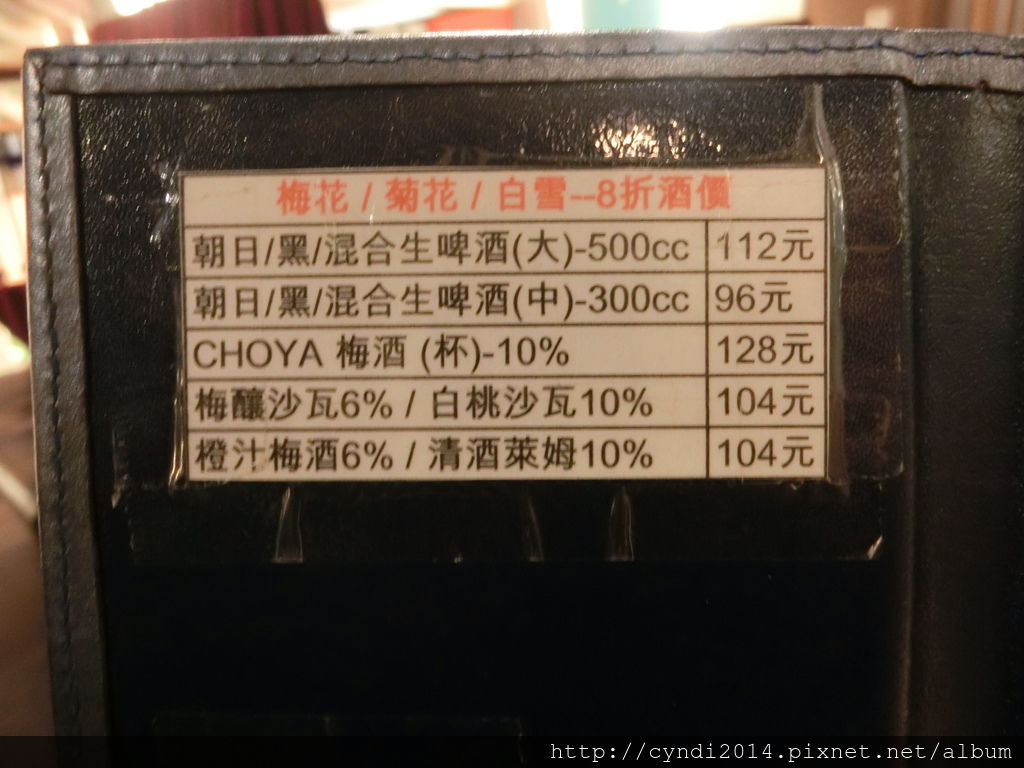 梅花 / 菊花 / 白雪--8折酒價
朝日/黑/混合生啤酒(大)-500cc 112元
朝日/黑/混合生啤酒(中)-300cc 96元
CHOYA 梅酒 (杯)-10% 128元
梅釀沙瓦6% / 白桃沙瓦10% 104元
橙汁梅酒6% / 清酒萊姆10% 104元
http://cyndi2014.pixnet.net/album